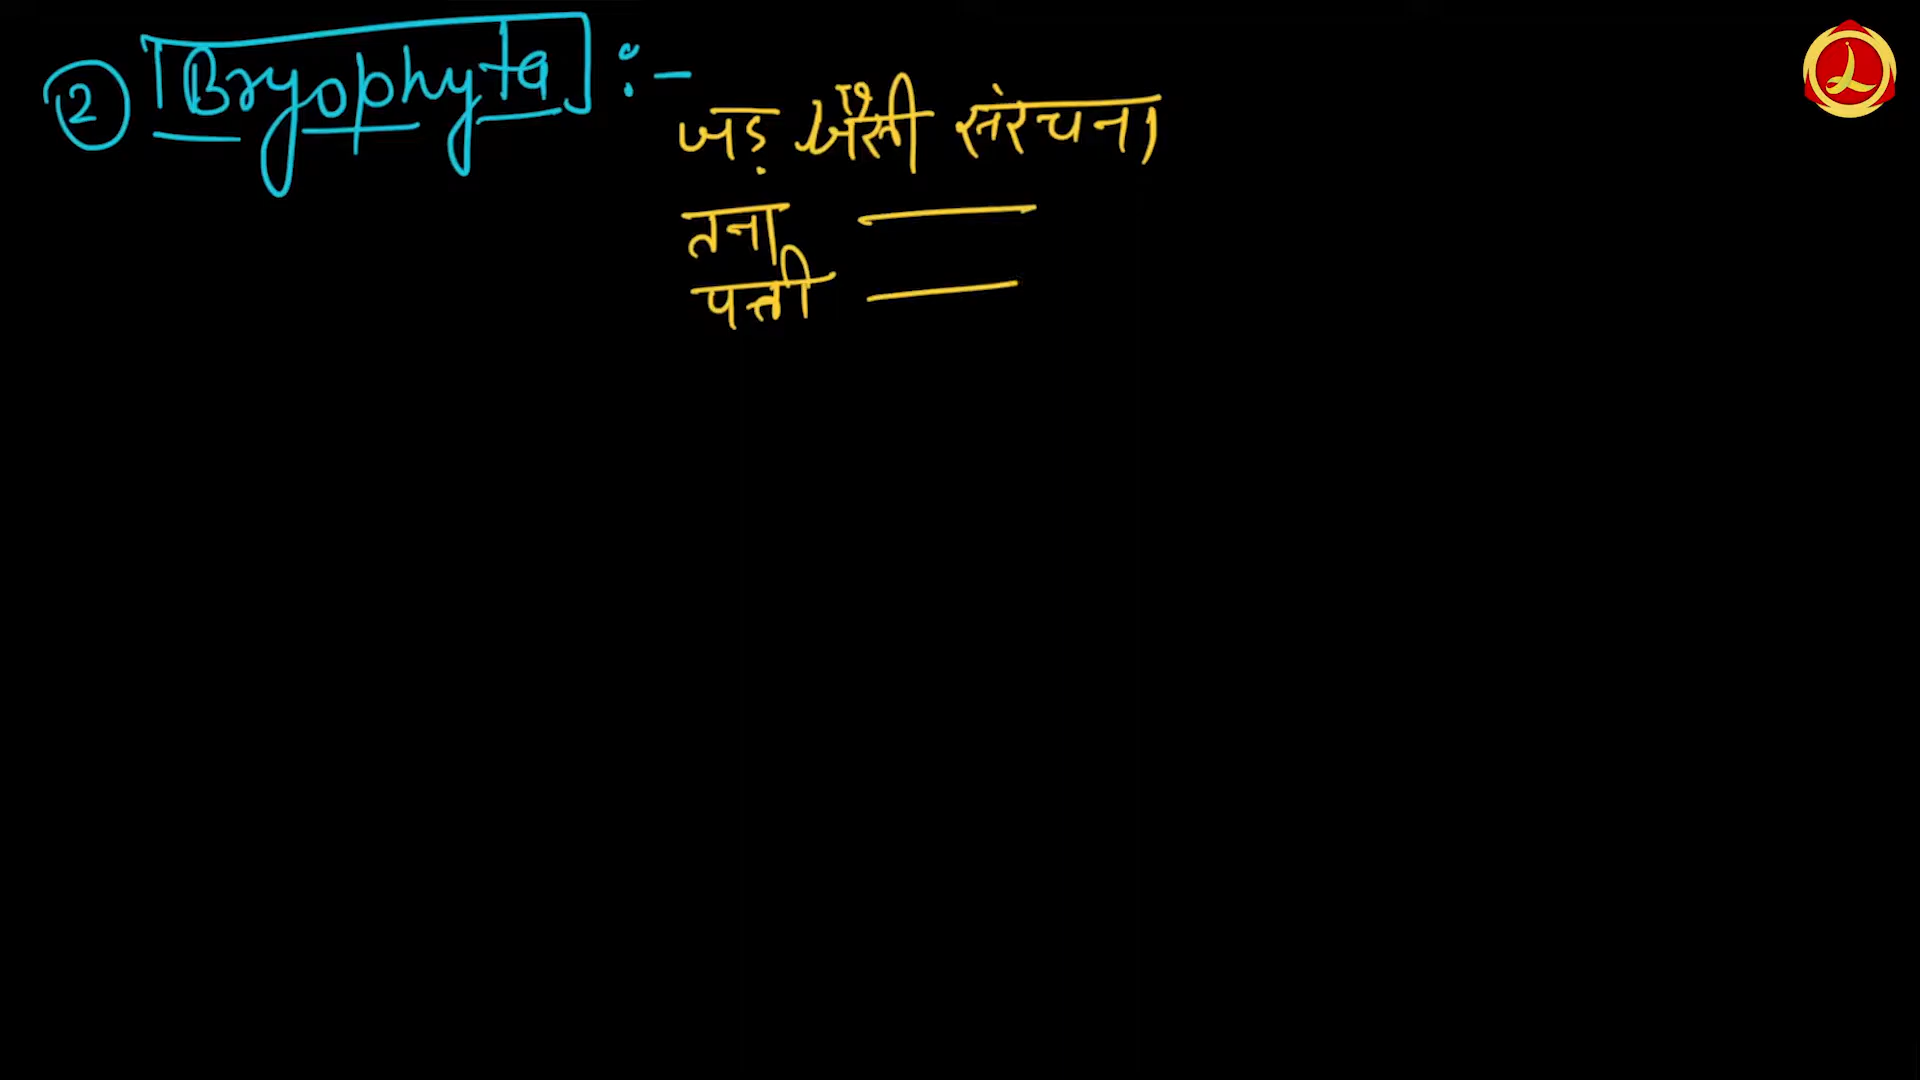 ② Bryophyta :-
जड़ जैसी संरचना
तना ——
पत्ती ——